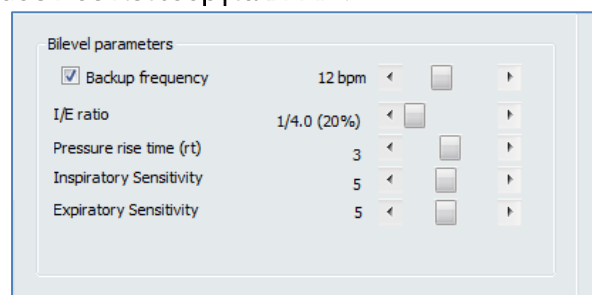 Bilevel parameters
Backup frequency 12 bpm
I/E ratio 1/4.0 (20%)
Pressure rise time (rt) 3
Inspiratory Sensitivity 5
Expiratory Sensitivity 5